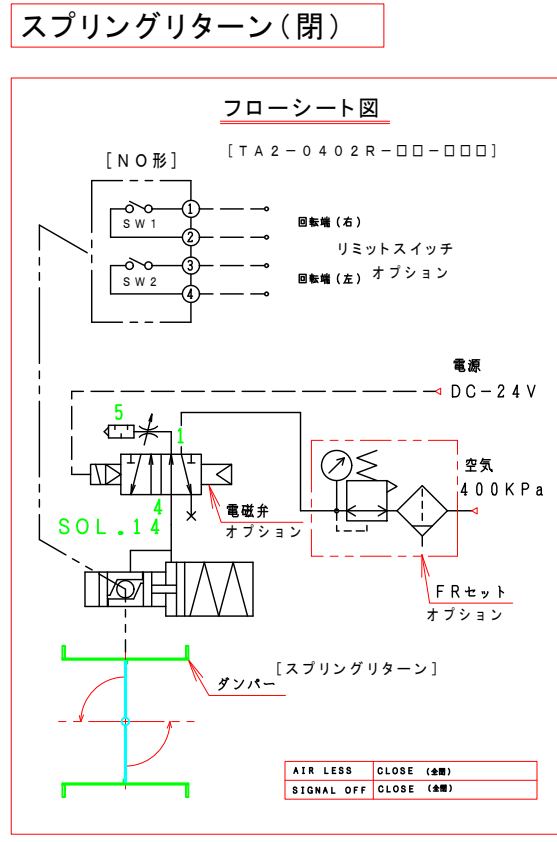 スプリングリターン(閉)
フローシート図
[TA2-0402R-□□-□□□]
[NO形]
SW1
1
2
SW2
3
4
回転端(右)
リミットスイッチ
オプション
回転端(左)
電源
DC-24V
5
1
4
SOL.14
電磁弁
オプション
空気
400KPa
FRセット
オプション
[スプリングリターン]
ダンパー
AIR LESS CLOSE (全閉)
SIGNAL OFF CLOSE (全閉)